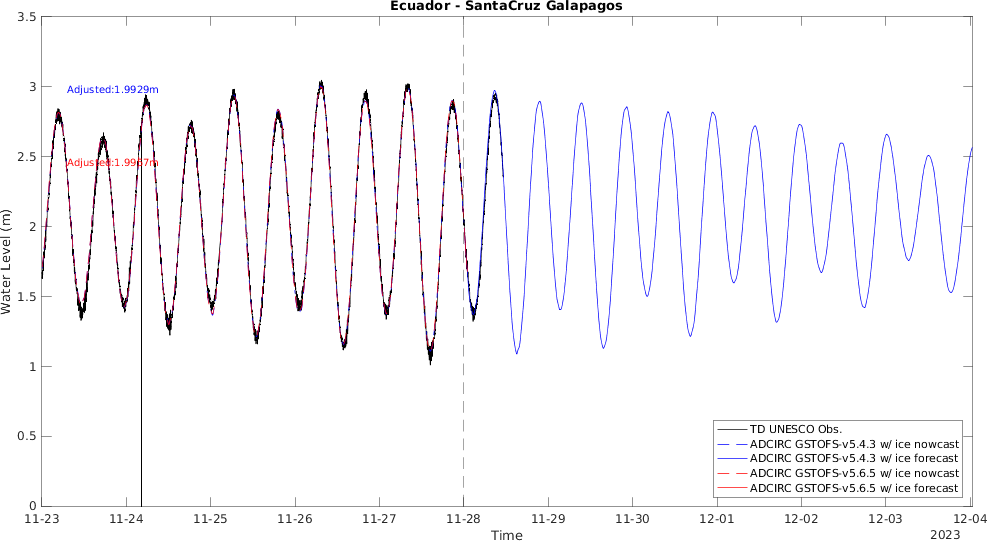 Ecuador - SantaCruz Galapagos
3.5
3
2.5
2
1.5
1
0.5
0
Water Level (m)
Adjusted:1.9929m
Adjusted:1.9967m
TD UNESCO Obs.
ADCIRC GSTOFS-v5.4.3 w/ ice nowcast
ADCIRC GSTOFS-v5.4.3 w/ ice forecast
ADCIRC GSTOFS-v5.6.5 w/ ice nowcast
ADCIRC GSTOFS-v5.6.5 w/ ice forecast
11-23 11-24 11-25 11-26 11-27 11-28 11-29 11-30 12-01 12-02 12-03 12-04
Time
2023